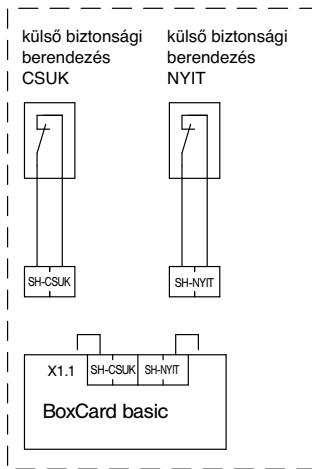 külső biztonsági
berendezés
CSUK
külső biztonsági
berendezés
NYIT
SH-CSUK
SH-NYIT
X1.1
SH-CSUK
SH-NYIT
BoxCard basic